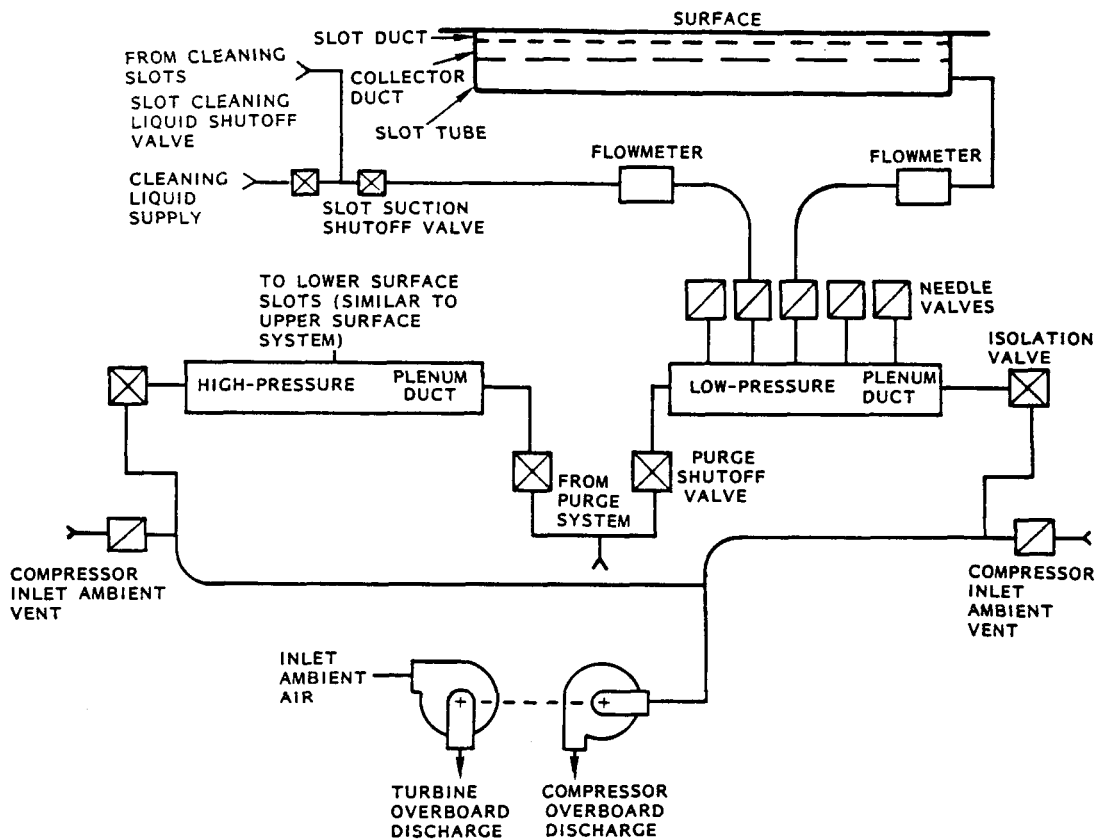 SURFACE
SLOT DUCT
FROM CLEANING
SLOTS
COLLECTOR
DUCT
SLOT CLEANING
LIQUID SHUTOFF
VALVE
SLOT TUBE
FLOWMETER
FLOWMETER
CLEANING
LIQUID
SUPPLY
SLOT SUCTION
SHUTOFF VALVE
TO LOWER SURFACE
SLOTS (SIMILAR TO
UPPER SURFACE
SYSTEM)
NEEDLE
VALVES
ISOLATION
VALVE
HIGH-PRESSURE
PLENUM
DUCT
LOW-PRESSURE
PLENUM
DUCT
FROM
PURGE
SYSTEM
PURGE
SHUTOFF
VALVE
COMPRESSOR
INLET AMBIENT
VENT
COMPRESSOR
INLET
AMBIENT
VENT
INLET
AMBIENT
AIR
+
+
TURBINE
OVERBOARD
DISCHARGE
COMPRESSOR
OVERBOARD
DISCHARGE